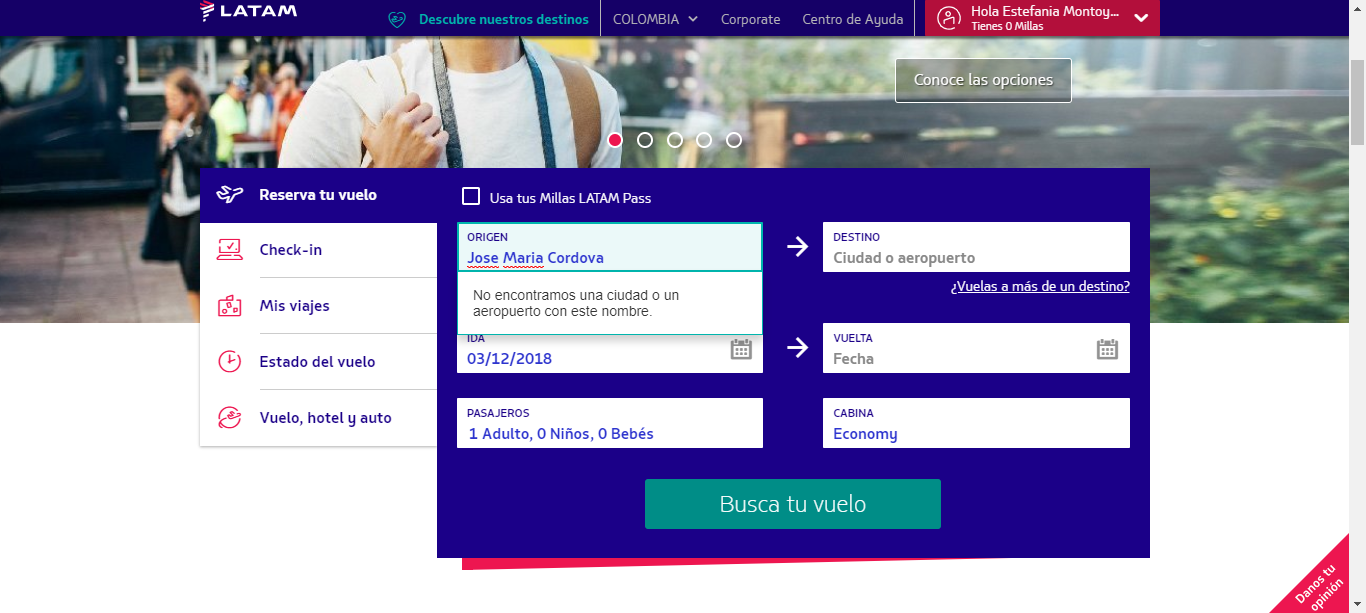 LATAM
Descubre nuestros destinos
COLOMBIA
Corporate
Centro de Ayuda
Hola Estefania Montoy...
Tienes 0 Millas
Conoce las opciones
Reserva tu vuelo
Check-in
Mis viajes
Estado del vuelo
Vuelo, hotel y auto
Usa tus Millas LATAM Pass
ORIGEN
Jose Maria Cordova
No encontramos una ciudad o un
aeropuerto con este nombre.
DESTINO
Ciudad o aeropuerto
¿Vuelas a más de un destino?
IDA
03/12/2018
VUELTA
Fecha
PASAJEROS
1 Adulto, 0 Niños, 0 Bebés
CABINA
Economy
Busca tu vuelo
Danos tu
opinión